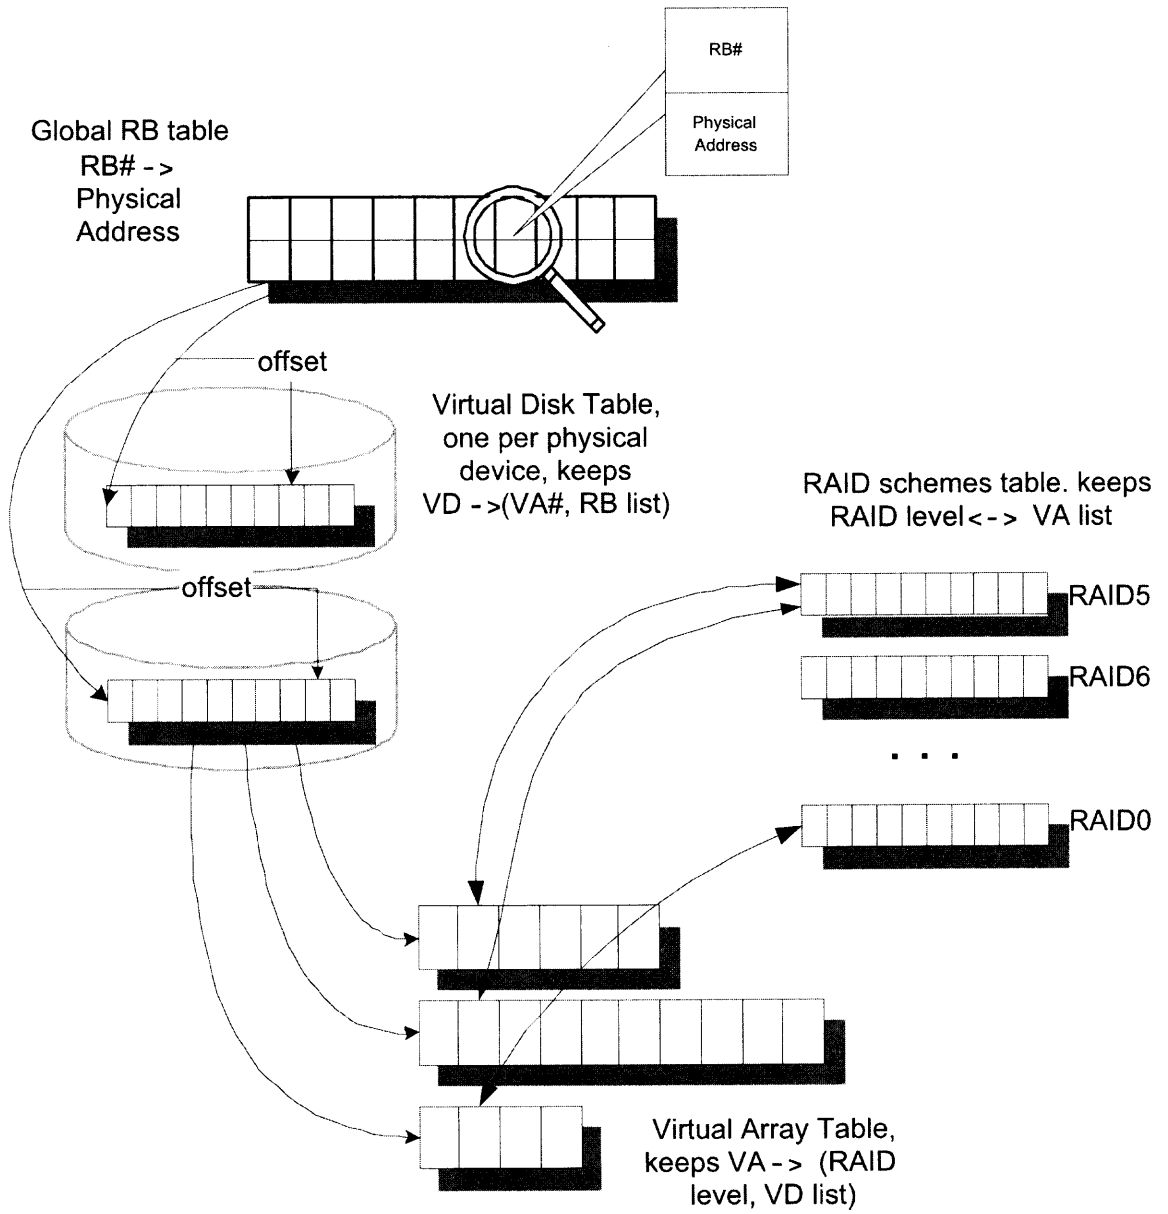 RB#
Physical
Address
Global RB table
RB# ->
Physical
Address
offset
Virtual Disk Table,
one per physical
device, keeps
VD ->(VA#, RB list)
RAID schemes table. keeps
RAID level<-> VA list
offset
RAID5
RAID6
. . .
RAID0
Virtual Array Table,
keeps VA-> (RAID
level, VD list)